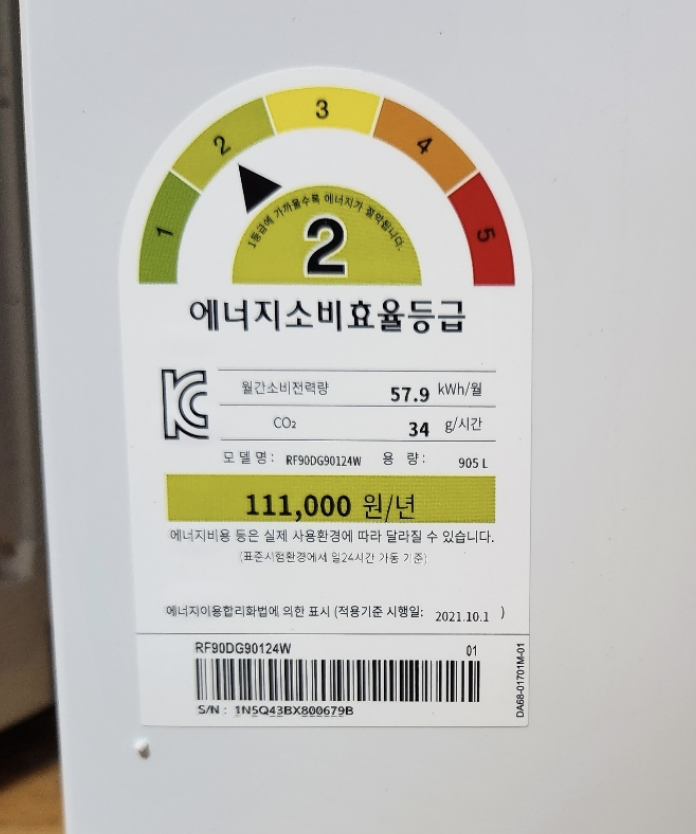 1
2
3
4
5
1등급에 가까울수록 에너지가 절약됩니다.
2
에너지소비효율등급
월간소비전력량 57.9 kWh/월
CO₂ 34 g/시간
모델명: RF90DG90124W 용 량: 905 L
111,000 원/년
에너지비용 등은 실제 사용환경에 따라 달라질 수 있습니다.
(표준시험환경에서 일24시간 가동 기준)
에너지이용합리화법에 의한 표시 (적용기준 시행일: 2021.10.1 )
RF90DG90124W 01
S/N : 1N5Q43BX800679B
DA68-01701M-01